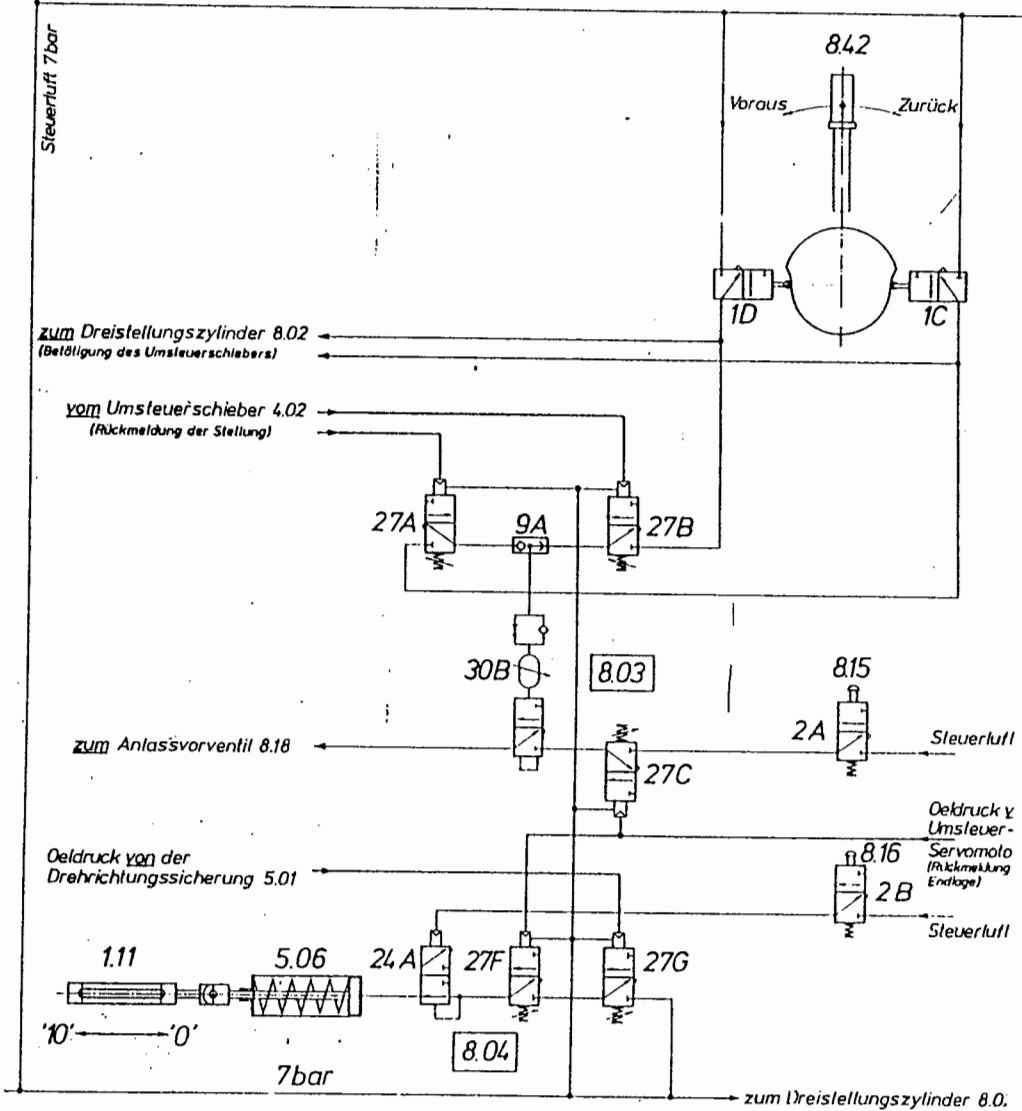 Steuerluft 7bar
8.42
Voraus
Zurück
1D
1C
zum Dreistellungszylinder 8.02
(Betätigung des Umsteuerschiebers)
vom Umsteuerschieber 4.02
(Rückmeldung der Stellung)
27A
9A
27B
30B
8.03
8.15
2A
zum Anlassvorventil 8.18
Steuerluft
27C
Oeldruck v
Umsteuer-
Servomoto
(Rückmeldung
Endlage)
Oeldruck von der
Drehrichtungssicherung 5.01
8.16
2B
Steuerluft
1.11
5.06
24A
27F
27G
'10'
'0'
8.04
7bar
zum Dreistellungszylinder 8.0